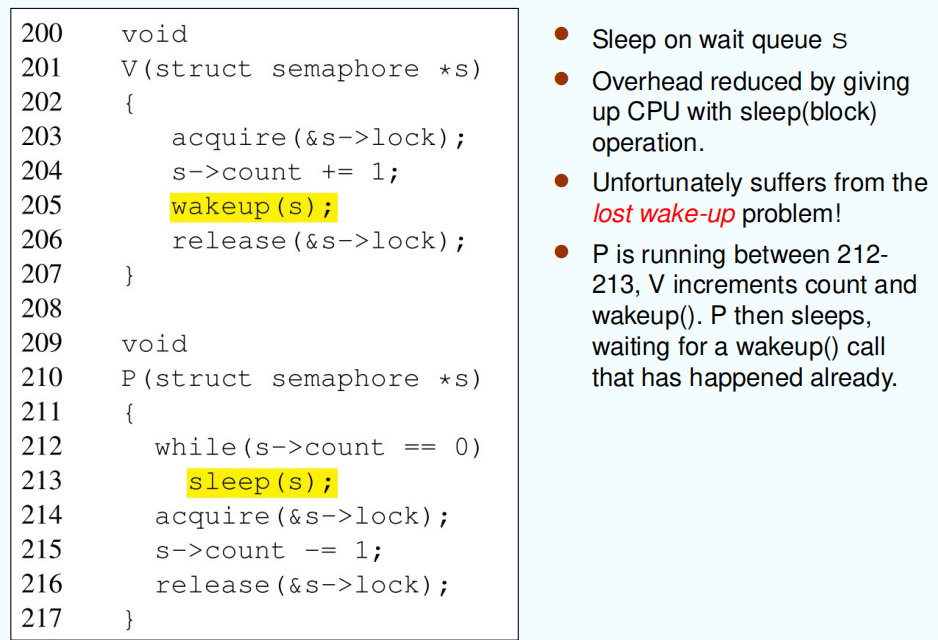 200 void
201 V(struct semaphore *s)
202 {
203 acquire(&s->lock);
204 s->count += 1;
205 wakeup(s);
206 release(&s->lock);
207 }
208
209 void
210 P(struct semaphore *s)
211 {
212 while(s->count == 0)
213 sleep(s);
214 acquire(&s->lock);
215 s->count -= 1;
216 release(&s->lock);
217 }
• Sleep on wait queue S
• Overhead reduced by giving
up CPU with sleep(block)
operation.
• Unfortunately suffers from the
lost wake-up problem!
• P is running between 212-
213, V increments count and
wakeup(). P then sleeps,
waiting for a wakeup() call
that has happened already.